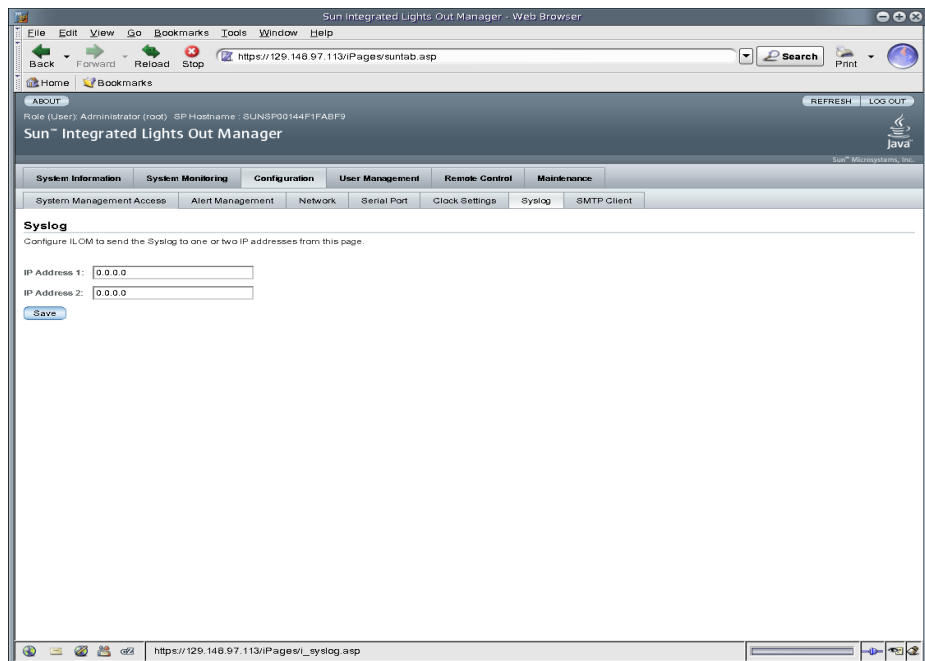 Sun Integrated Lights Out Manager - Web Browser
File Edit View Go Bookmarks Tools Window Help
Back Forward Reload Stop https://129.148.97.113/iPages/suntab.asp Search Print
Home Bookmarks
ABOUT REFRESH LOG OUT
Role (User): Administrator (root) SP Hostname : SUNSP00144F1FABF9
Sun™ Integrated Lights Out Manager
Java™
Sun™ Microsystems, Inc.
System Information System Monitoring Configuration User Management Remote Control Maintenance
System Management Access Alert Management Network Serial Port Clock Settings Syslog SMTP Client
Syslog
Configure ILOM to send the Syslog to one or two IP addresses from this page.
IP Address 1: 0.0.0.0
IP Address 2: 0.0.0.0
Save
https://129.148.97.113/iPages/i_syslog.asp